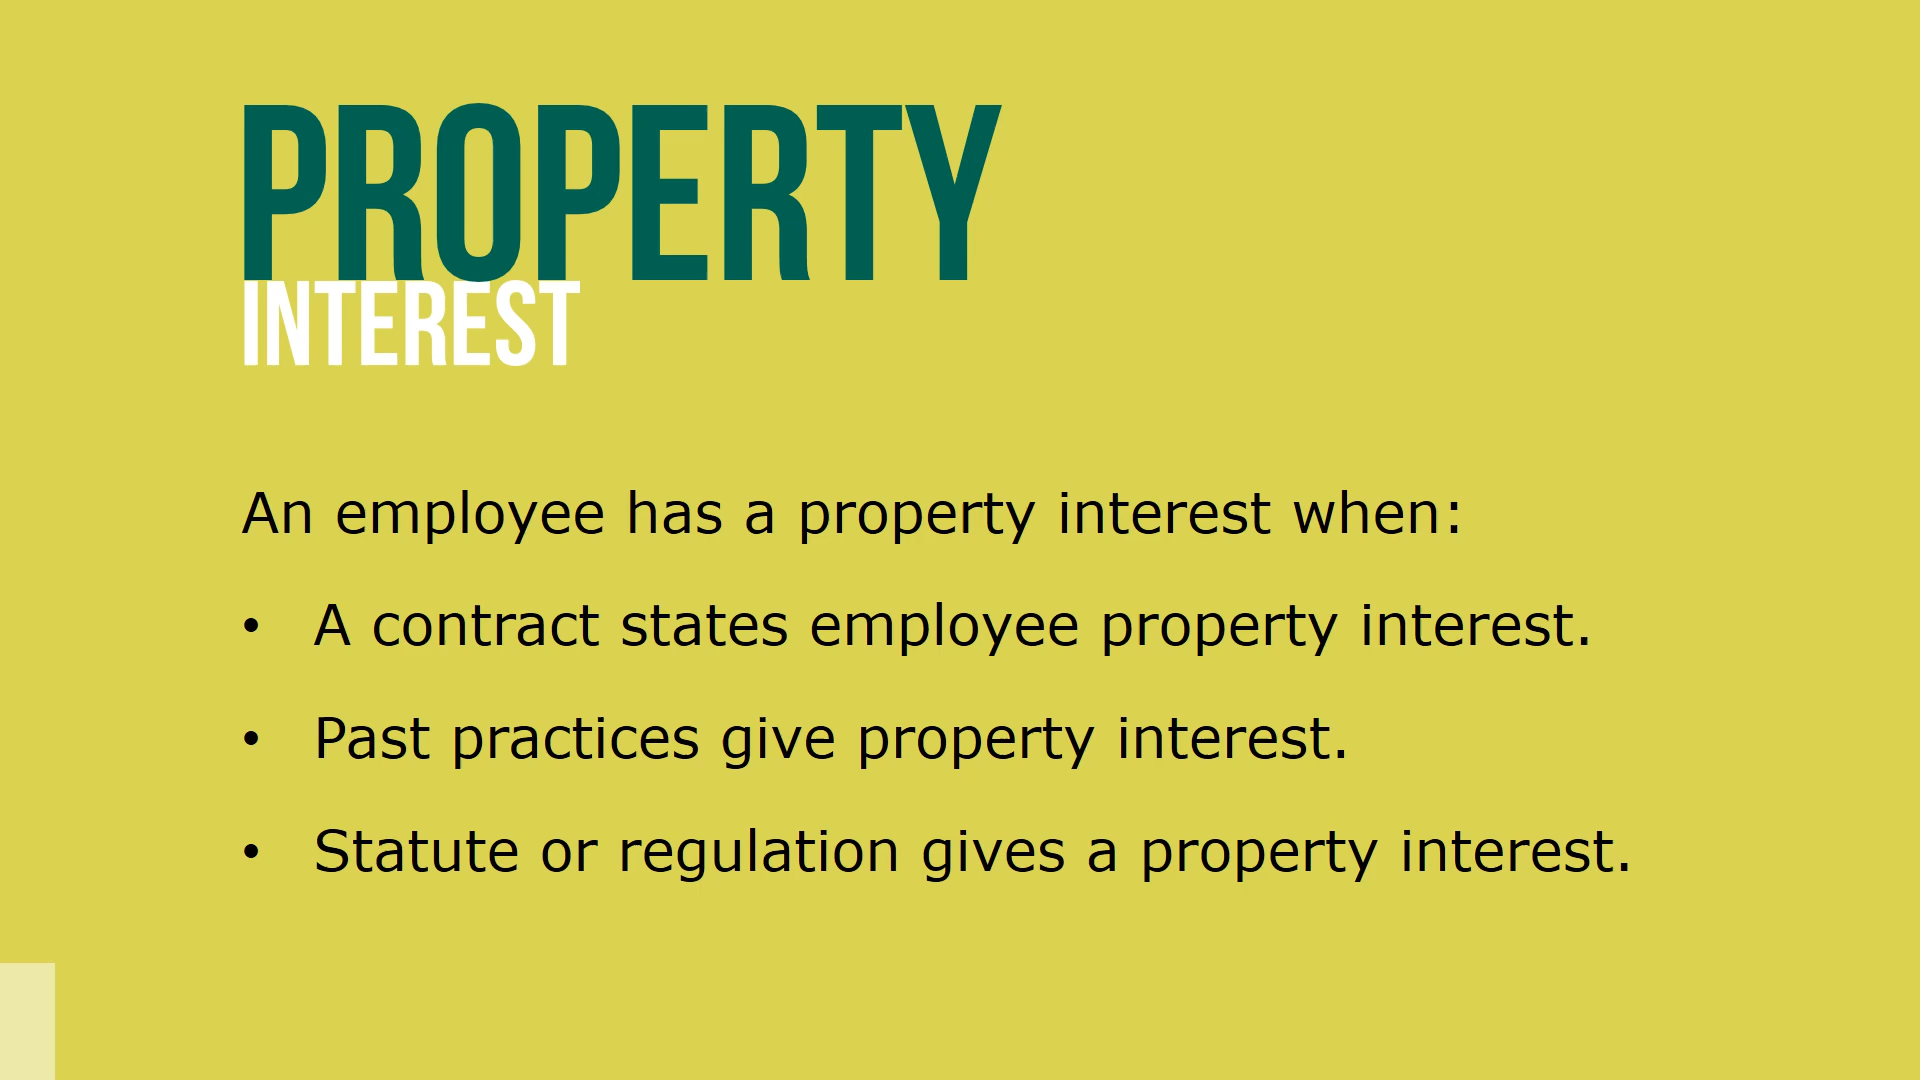 PROPERTY
INTEREST
An employee has a property interest when:
• A contract states employee property interest.
• Past practices give property interest.
• Statute or regulation gives a property interest.